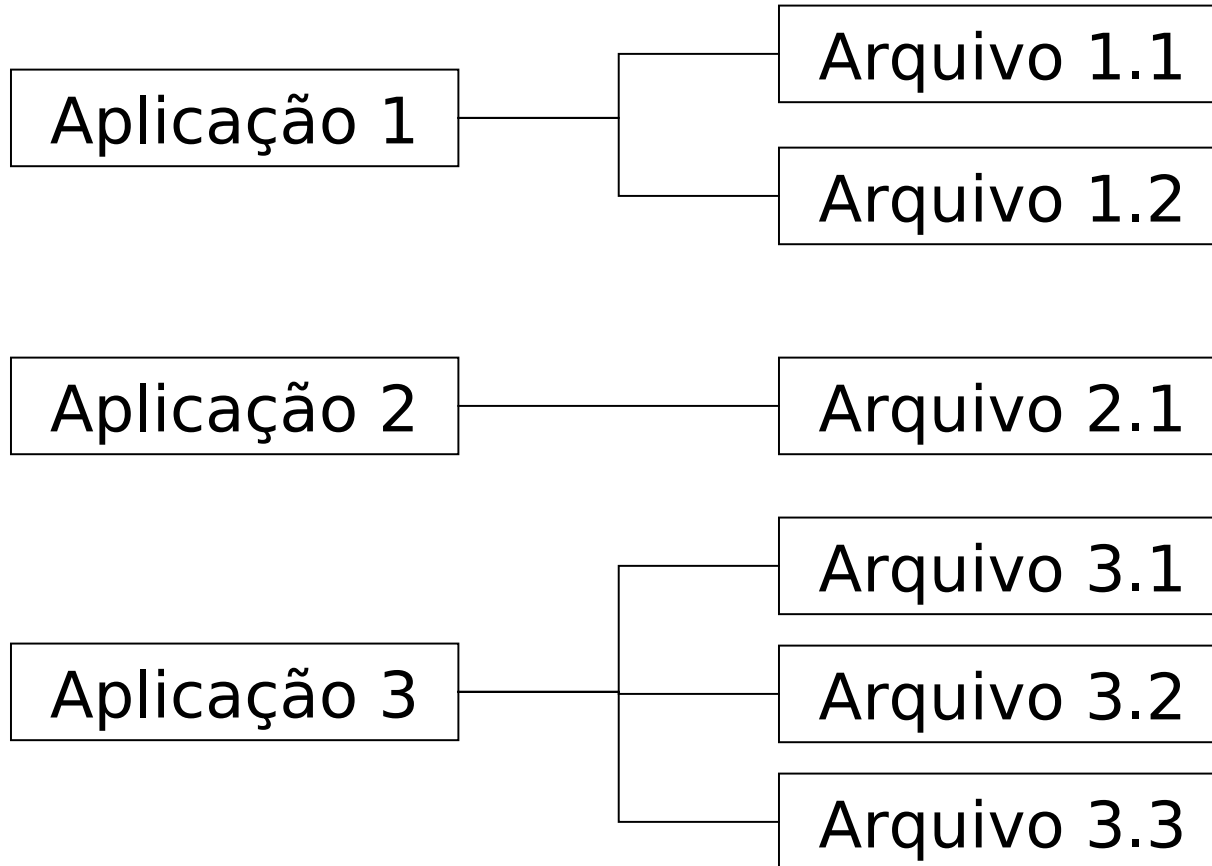 Aplicação 1
Arquivo 1.1
Arquivo 1.2
Aplicação 2
Arquivo 2.1
Aplicação 3
Arquivo 3.1
Arquivo 3.2
Arquivo 3.3